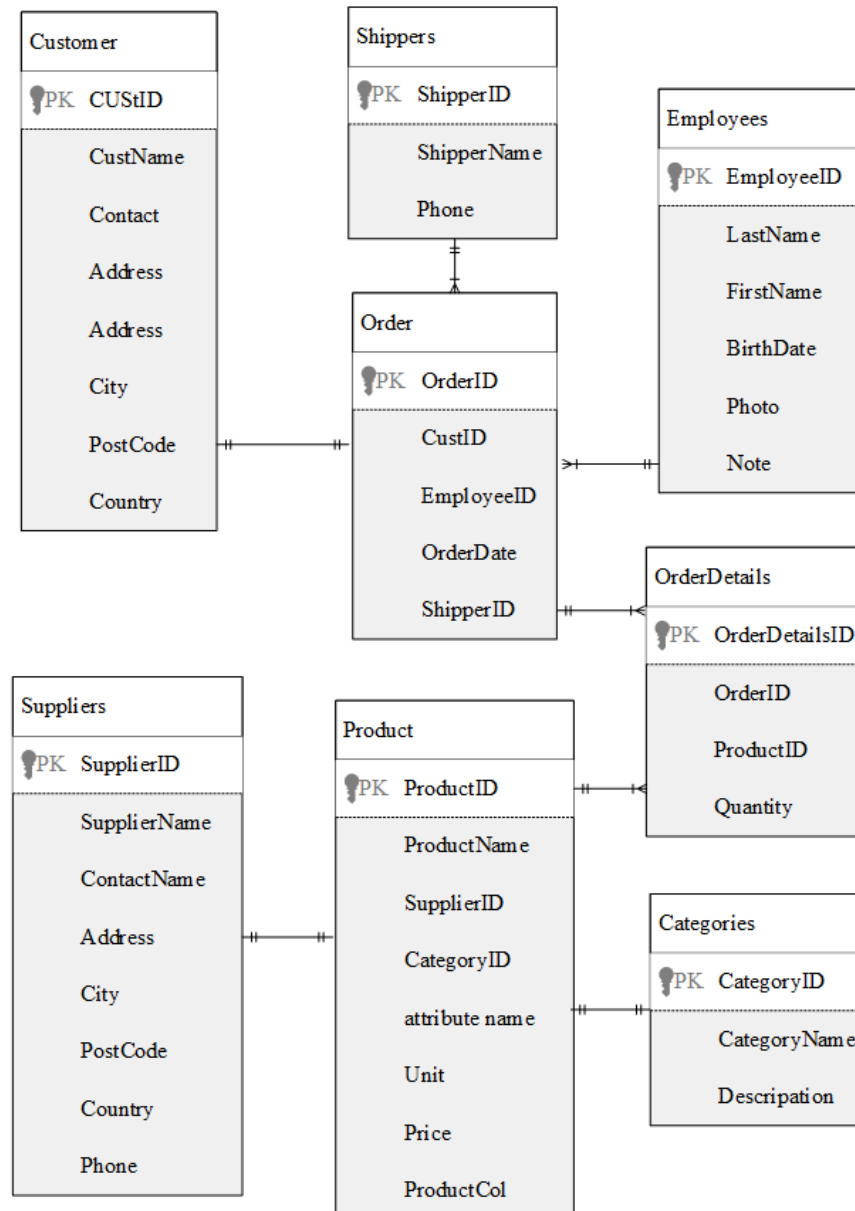 Customer
PK CUStID
CustName
Contact
Address
Address
City
PostCode
Country
Shippers
PK ShipperID
ShipperName
Phone
Employees
PK EmployeeID
LastName
FirstName
BirthDate
Photo
Note
Order
PK OrderID
CustID
EmployeeID
OrderDate
ShipperID
OrderDetails
PK OrderDetailsID
OrderID
ProductID
Quantity
Suppliers
PK SupplierID
SupplierName
ContactName
Address
City
PostCode
Country
Phone
Product
PK ProductID
ProductName
SupplierID
CategoryID
attribute name
Unit
Price
ProductCol
Categories
PK CategoryID
CategoryName
Descripation